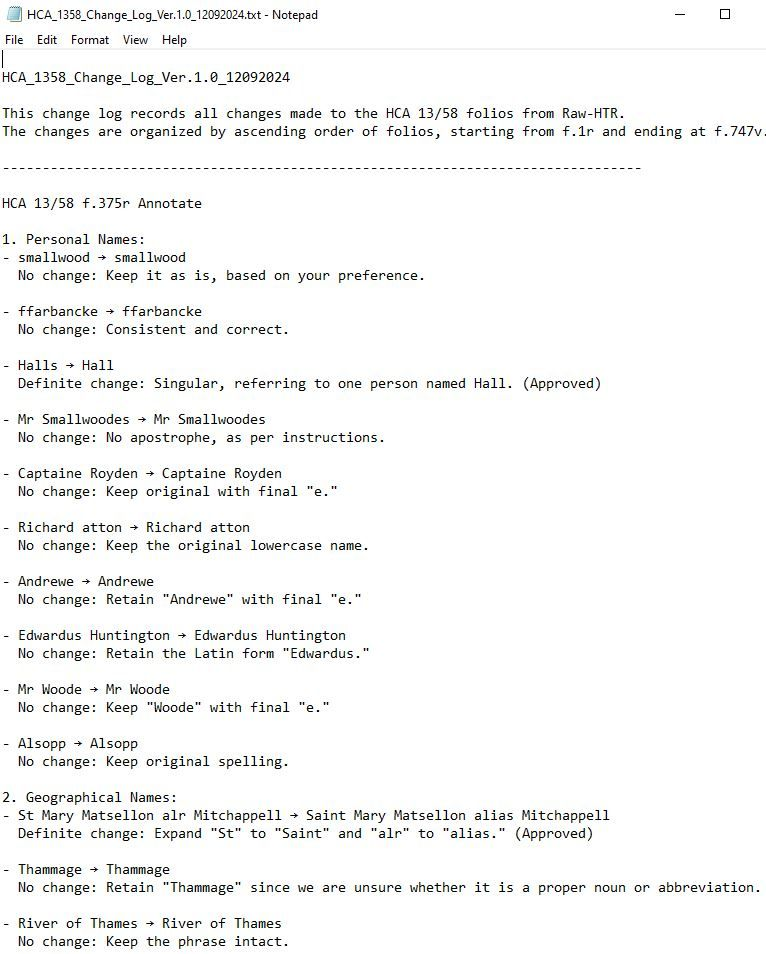 HCA_1358_Change_Log_Ver.1.0_12092024.txt - Notepad
File Edit Format View Help
HCA_1358_Change_Log_Ver.1.0_12092024
This change log records all changes made to the HCA 13/58 folios from Raw-HTR.
The changes are organized by ascending order of folios, starting from f.1r and ending at f.747v.
--------------------------------------------------------------------------------
HCA 13/58 f.375r Annotate
1. Personal Names:
- smallwood → smallwood
No change: Keep it as is, based on your preference.
- ffarbancke → ffarbancke
No change: Consistent and correct.
- Halls → Hall
Definite change: Singular, referring to one person named Hall. (Approved)
- Mr Smallwoodes → Mr Smallwoodes
No change: No apostrophe, as per instructions.
- Captaine Royden → Captaine Royden
No change: Keep original with final "e."
- Richard atton → Richard atton
No change: Keep the original lowercase name.
- Andrewe → Andrewe
No change: Retain "Andrewe" with final "e."
- Edwardus Huntington → Edwardus Huntington
No change: Retain the Latin form "Edwardus."
- Mr Woode → Mr Woode
No change: Keep "Woode" with final "e."
- Alsopp → Alsopp
No change: Keep original spelling.
2. Geographical Names:
- St Mary Matsellon alr Mitchappell → Saint Mary Matsellon alias Mitchappell
Definite change: Expand "St" to "Saint" and "alr" to "alias." (Approved)
- Thammage → Thammage
No change: Retain "Thammage" since we are unsure whether it is a proper noun or abbreviation.
- River of Thames → River of Thames
No change: Keep the phrase intact.